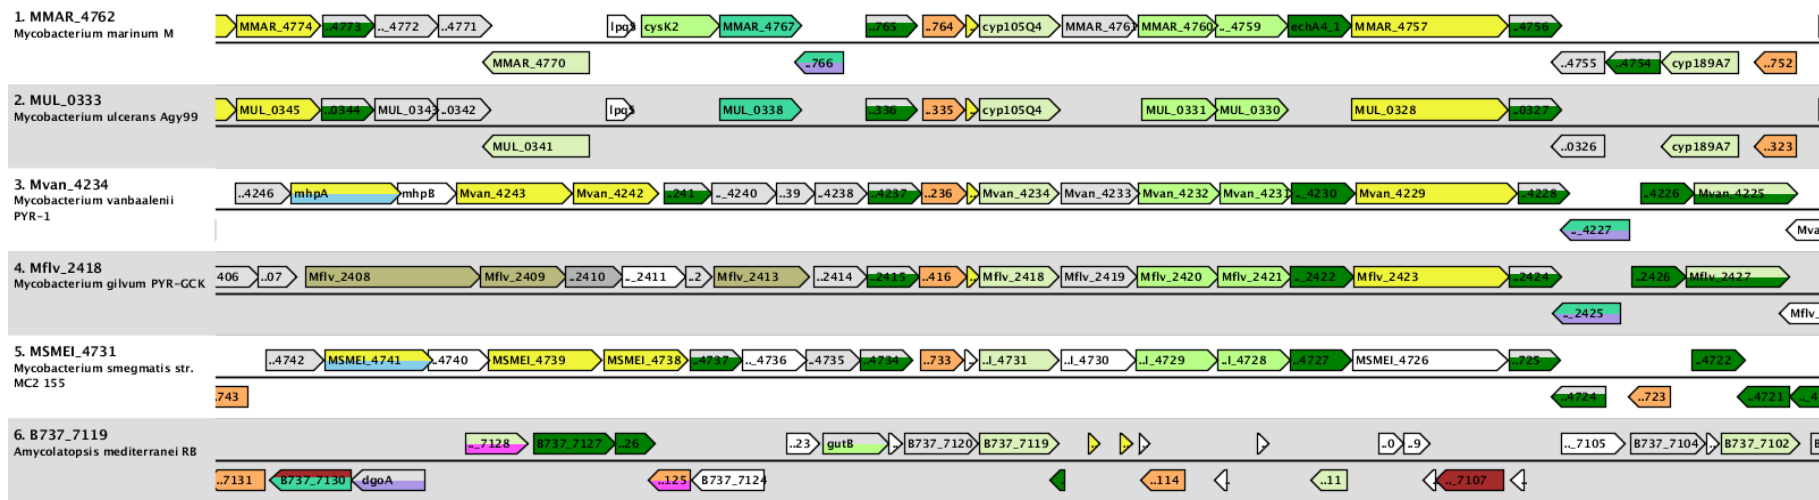 1. MMAR_4762
Mycobacterium marinum M
MMAR_4774 ..4773 .._4772 ..4771 lpqS cysK2 MMAR_4767 ..765 ..764 cyp105Q4 MMAR_4761 MMAR_4760 .._4759 echA4_1 MMAR_4757 ..4756
MMAR_4770 ..766 ..4755 ..4754 cyp189A7 ..752
2. MUL_0333
Mycobacterium ulcerans Agy99
MUL_0345 ..0344 MUL_0343 ..0342 lpqS MUL_0338 ..336 ..335 cyp105Q4 MUL_0331 MUL_0330 MUL_0328 ..0327
MUL_0341 ..0326 cyp189A7 ..323
3. Mvan_4234
Mycobacterium vanbaalenii
PYR-1
..4246 mhpA mhpB Mvan_4243 Mvan_4242 ..241 .._4240 ..39 ..4238 ..4237 ..236 Mvan_4234 Mvan_4233 Mvan_4232 Mvan_4231 ..4230 Mvan_4229 ..4228 ..4226 Mvan_4225
.._4227 Mva
4. Mflv_2418
Mycobacterium gilvum PYR-GCK
406 ..07 Mflv_2408 Mflv_2409 ..2410 .._2411 ..2 Mflv_2413 ..2414 ..2415 ..416 Mflv_2418 Mflv_2419 Mflv_2420 Mflv_2421 .._2422 Mflv_2423 ..2424 ..2426 Mflv_2427
.._2425 Mflv_
5. MSMEI_4731
Mycobacterium smegmatis str.
MC2 155
..4742 MSMEI_4741 ..4740 MSMEI_4739 MSMEI_4738 ..4737 .._4736 ..4735 ..4734 ..733 ..I_4731 ..I_4730 ..I_4729 ..I_4728 ..4727 MSMEI_4726 ..725 ..4722
743 ..4724 ..723 ..4721
6. B737_7119
Amycolatopsis mediterranei RB
.._7128 B737_7127 ..26 ..23 gutB B737_7120 B737_7119 ..0 ..9 .._7105 B737_7104 B737_7102
..7131 B737_7130 dgoA ..125 B737_7124 ..114 ..11 .._7107